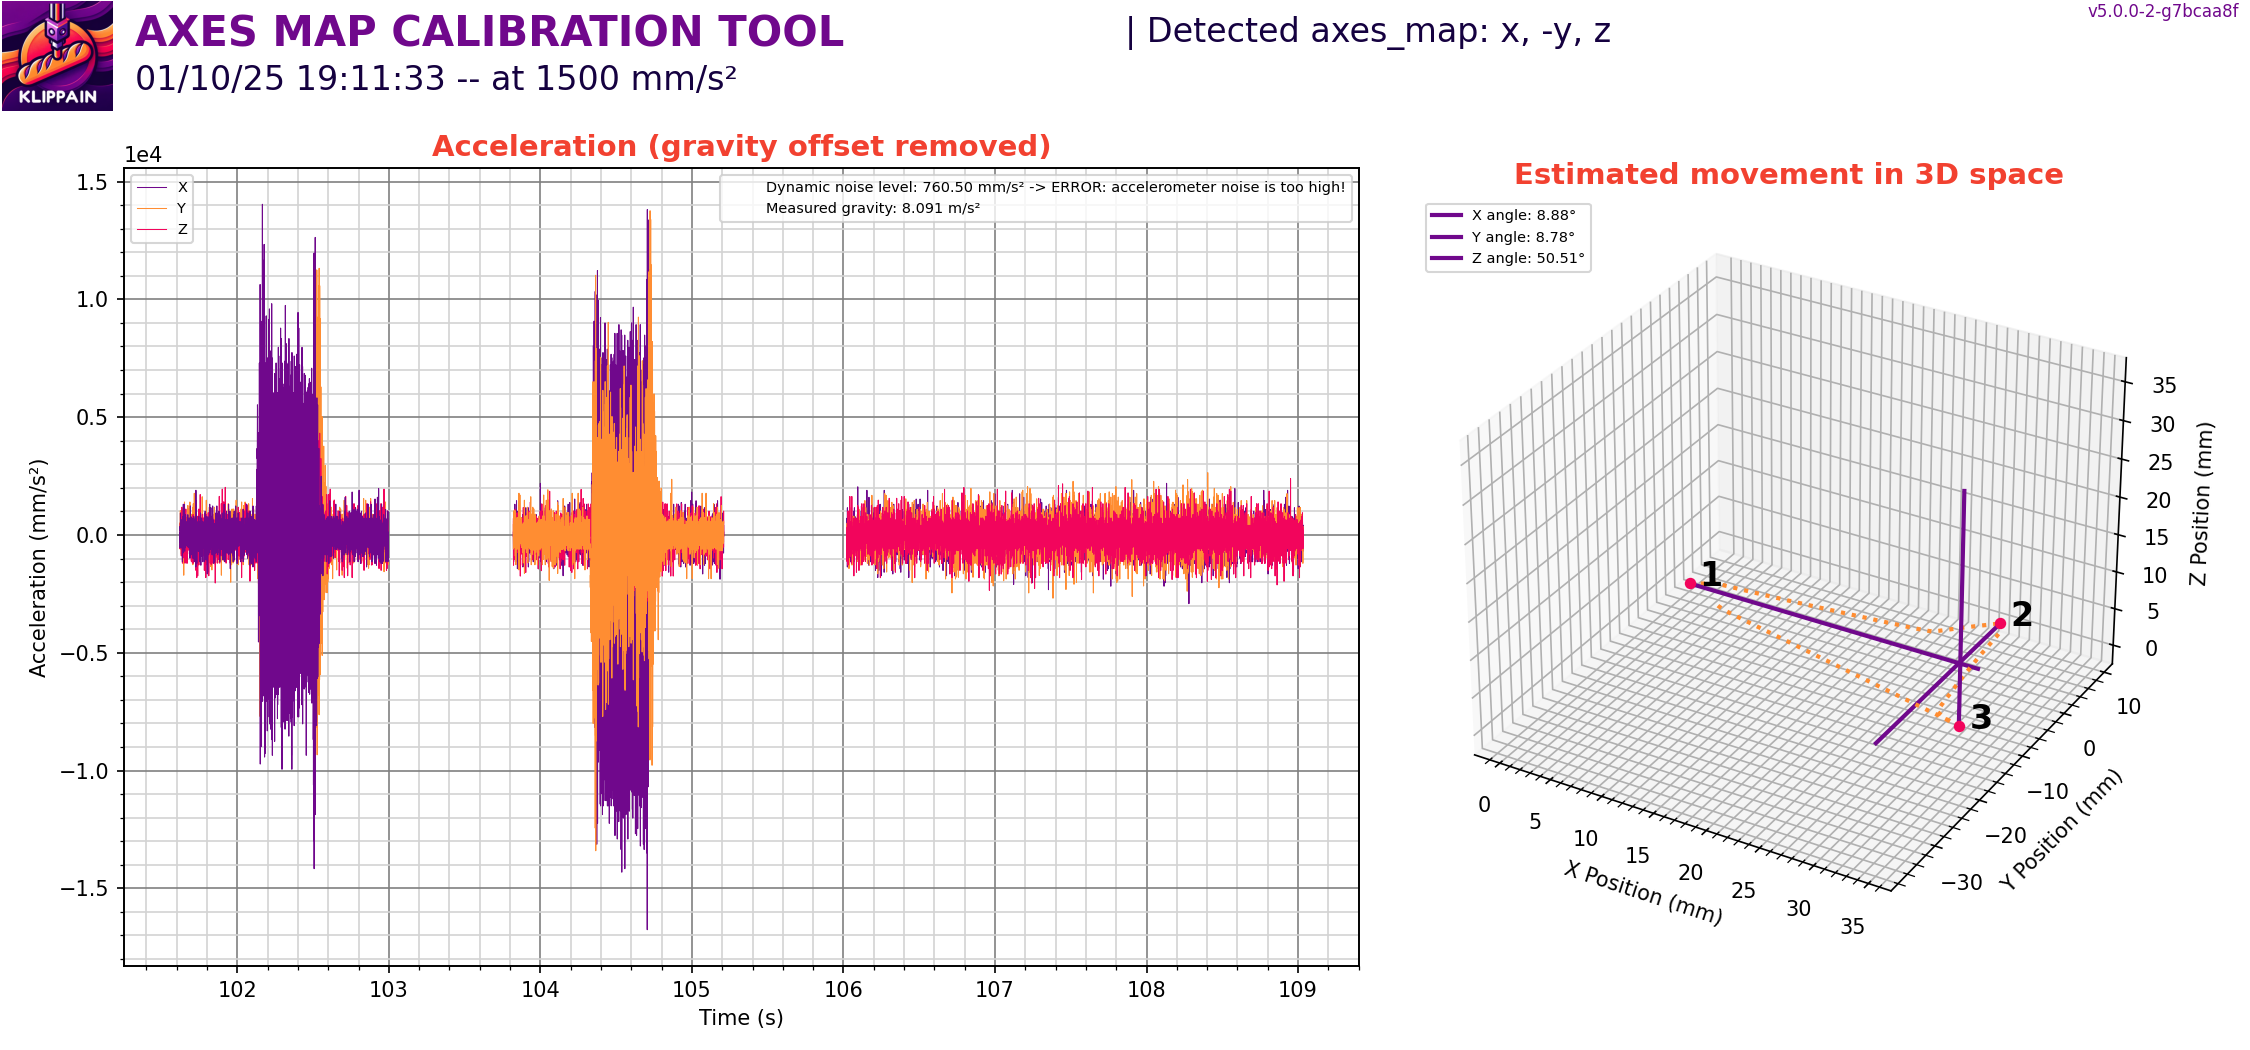 KLIPPAIN
AXES MAP CALIBRATION TOOL
| Detected axes_map: x, -y, z
v5.0.0-2-g7bcaa8f
01/10/25 19:11:33 -- at 1500 mm/s²
Acceleration (gravity offset removed)
1e4
X
Y
Z
Dynamic noise level: 760.50 mm/s² -> ERROR: accelerometer noise is too high!
Measured gravity: 8.091 m/s²
1.5
1.0
0.5
0.0
−0.5
−1.0
−1.5
Acceleration (mm/s²)
102
103
104
105
106
107
108
109
Time (s)
Estimated movement in 3D space
X angle: 8.88°
Y angle: 8.78°
Z angle: 50.51°
1
2
3
35
30
25
20
15
10
5
0
Z Position (mm)
10
0
−10
−20
−30
Y Position (mm)
0
5
10
15
20
25
30
35
X Position (mm)